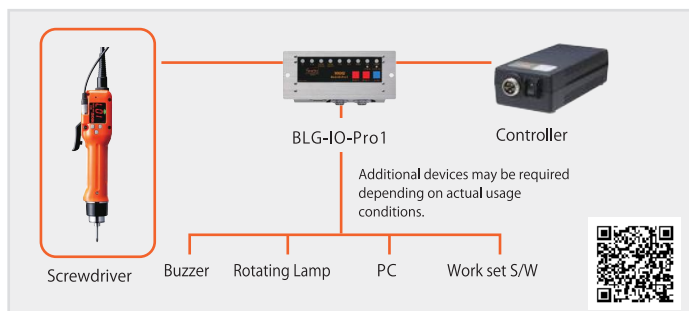 BLG-IO-Pro1
Controller
Additional devices may be required
depending on actual usage
conditions.
Screwdriver
Buzzer
Rotating Lamp
PC
Work set S/W